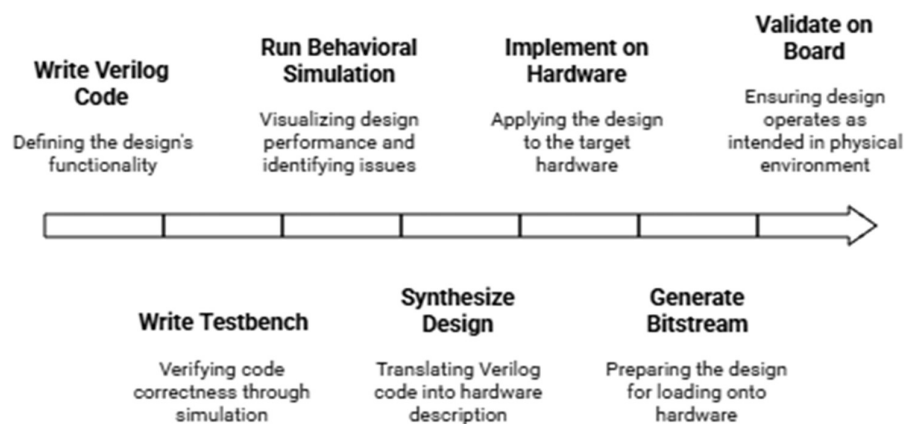 Write Verilog
Code
Defining the design's
functionality
Write Testbench
Verifying code
correctness through
simulation
Run Behavioral
Simulation
Visualizing design
performance and
identifying issues
Synthesize
Design
Translating Verilog
code into hardware
description
Implement on
Hardware
Applying the design
to the target
hardware
Generate
Bitstream
Preparing the design
for loading onto
hardware
Validate on
Board
Ensuring design
operates as
intended in physical
environment